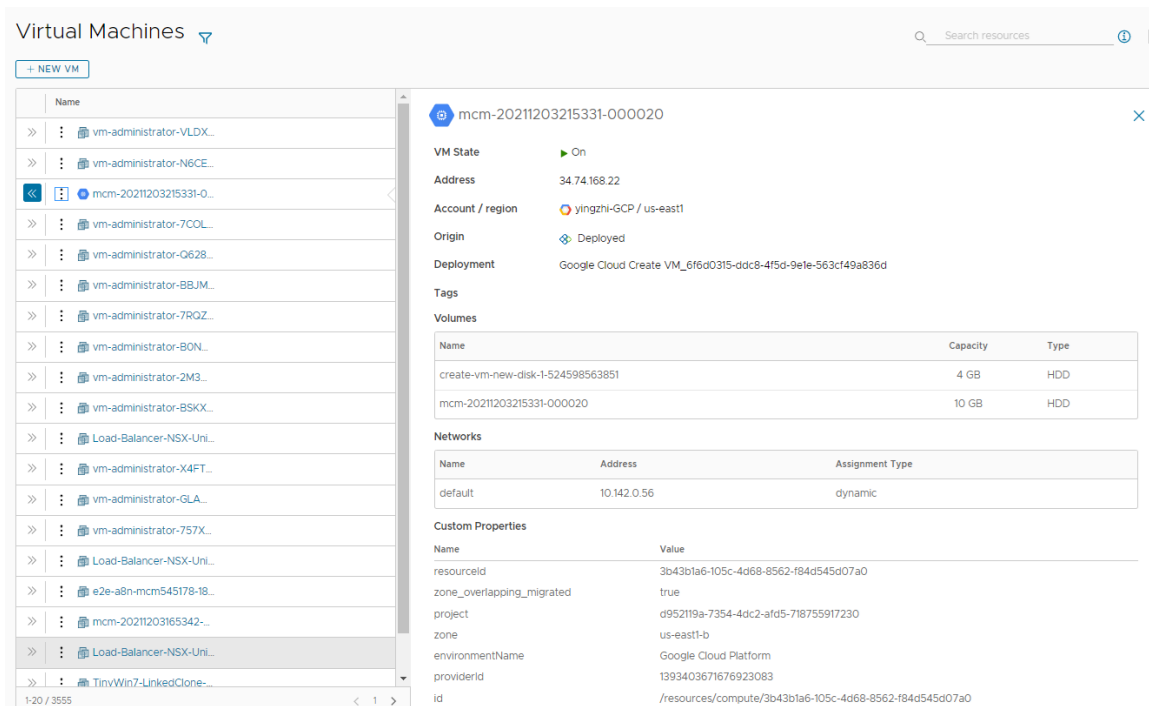 Virtual Machines
Search resources
+ NEW VM
Name
vm-administrator-VLDX...
vm-administrator-N6CE...
mcm-20211203215331-0...
vm-administrator-7COL...
vm-administrator-Q628...
vm-administrator-BBJM...
vm-administrator-7RQZ...
vm-administrator-B0N...
vm-administrator-2M3...
vm-administrator-BSKX...
Load-Balancer-NSX-Uni...
vm-administrator-X4FT...
vm-administrator-GLA...
vm-administrator-757X...
Load-Balancer-NSX-Uni...
e2e-a8n-mcm545178-18...
mcm-20211203165342-...
Load-Balancer-NSX-Uni...
TinyWin7-LinkedClone-...
1-20 / 3555 1
mcm-20211203215331-000020
VM State On
Address 34.74.168.22
Account / region yingzhi-GCP / us-east1
Origin Deployed
Deployment Google Cloud Create VM_6f6d0315-ddc8-4f5d-9e1e-563cf49a836d
Tags
Volumes
Name Capacity Type
create-vm-new-disk-1-524598563851 4 GB HDD
mcm-20211203215331-000020 10 GB HDD
Networks
Name Address Assignment Type
default 10.142.0.56 dynamic
Custom Properties
Name Value
resourceId 3b43b1a6-105c-4d68-8562-f84d545d07a0
zone_overlapping_migrated true
project d952119a-7354-4dc2-afd5-718755917230
zone us-east1-b
environmentName Google Cloud Platform
providerId 1393403671676923083
id /resources/compute/3b43b1a6-105c-4d68-8562-f84d545d07a0